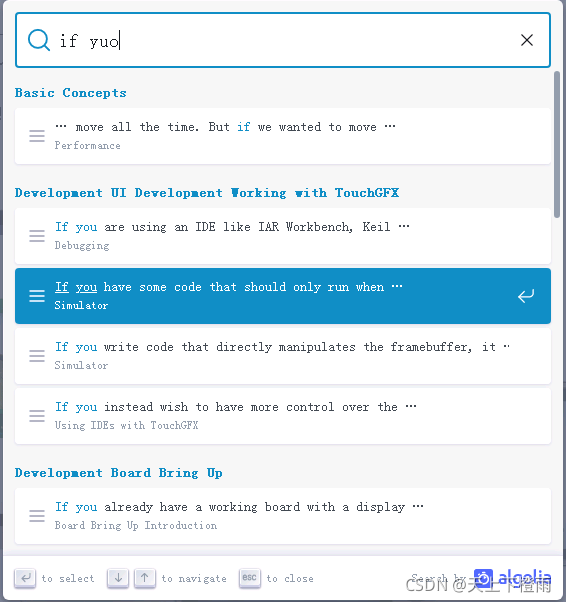 if yuo
Basic Concepts
… move all the time. But if we wanted to move …
Performance
Development UI Development Working with TouchGFX
If you are using an IDE like IAR Workbench, Keil …
Debugging
If you have some code that should only run when …
Simulator
If you write code that directly manipulates the framebuffer, it ..
Simulator
If you instead wish to have more control over the …
Using IDEs with TouchGFX
Development Board Bring Up
If you already have a working board with a display …
Board Bring Up Introduction
to select to navigate esc to close Search by algolia
CSDN @天上下橙雨